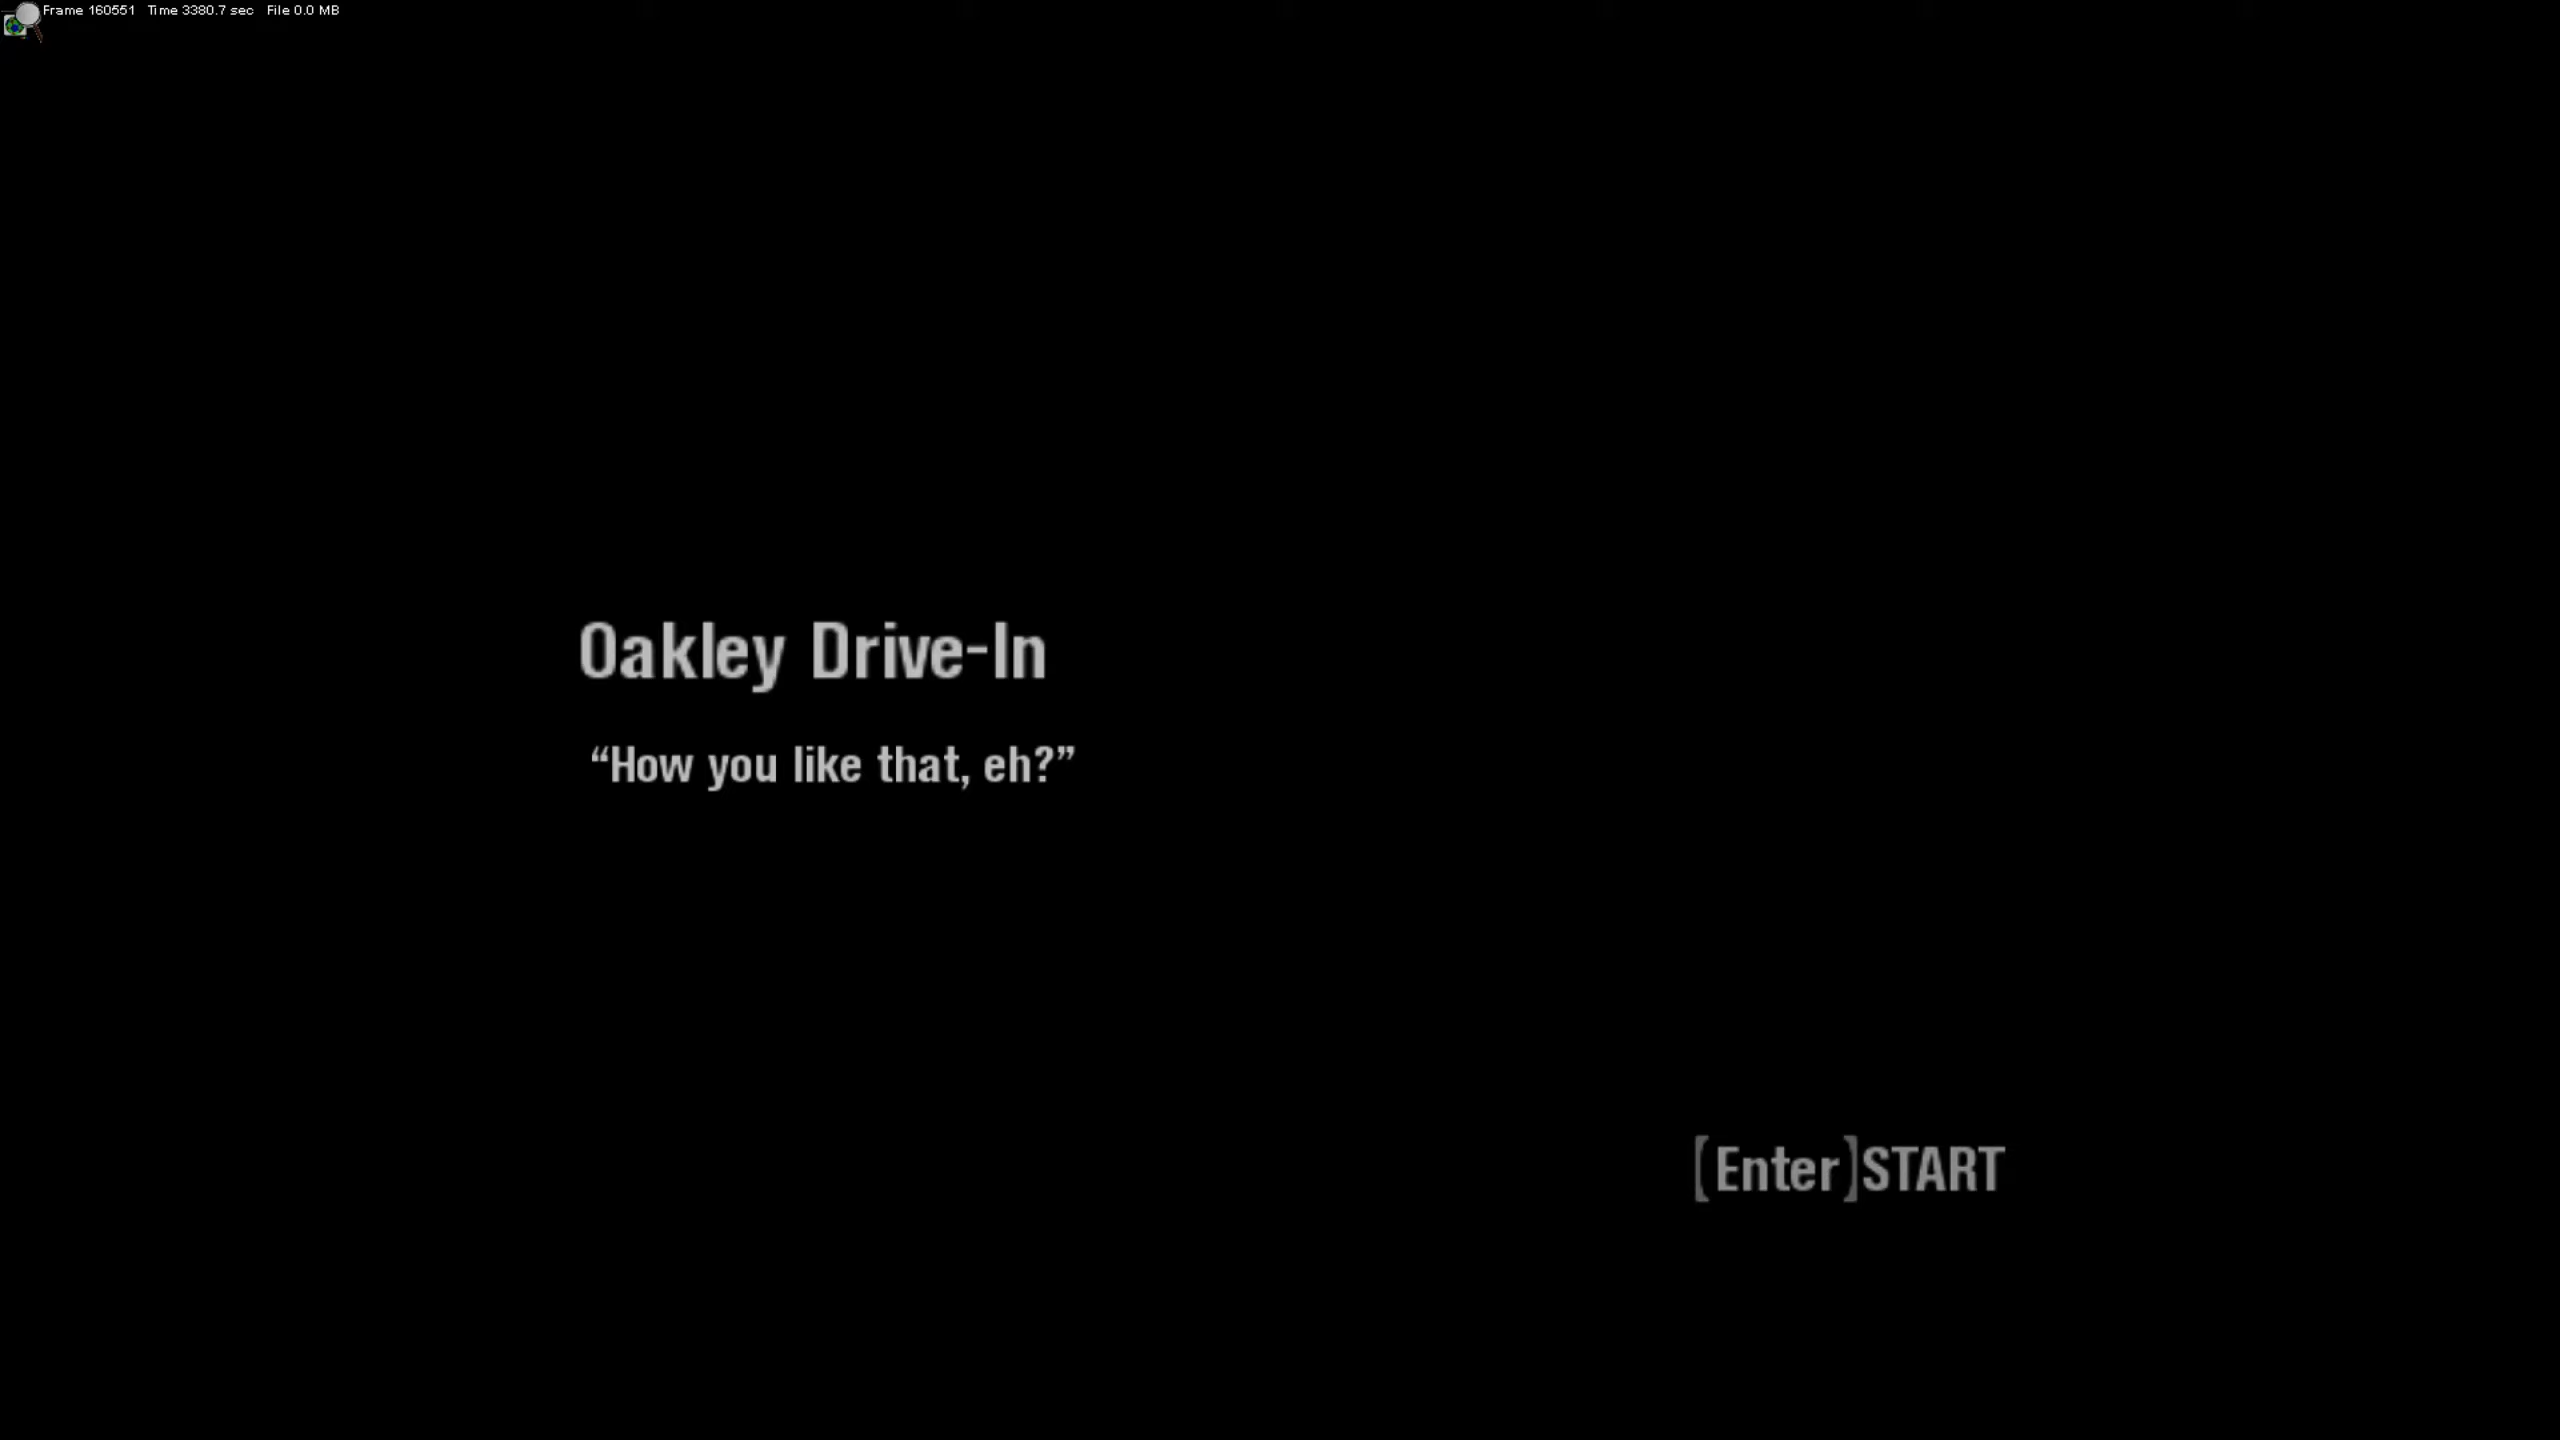 Frame 160551 Time 3380.7 sec File 0.0 MB
Oakley Drive-In
“How you like that, eh?”
[Enter]START